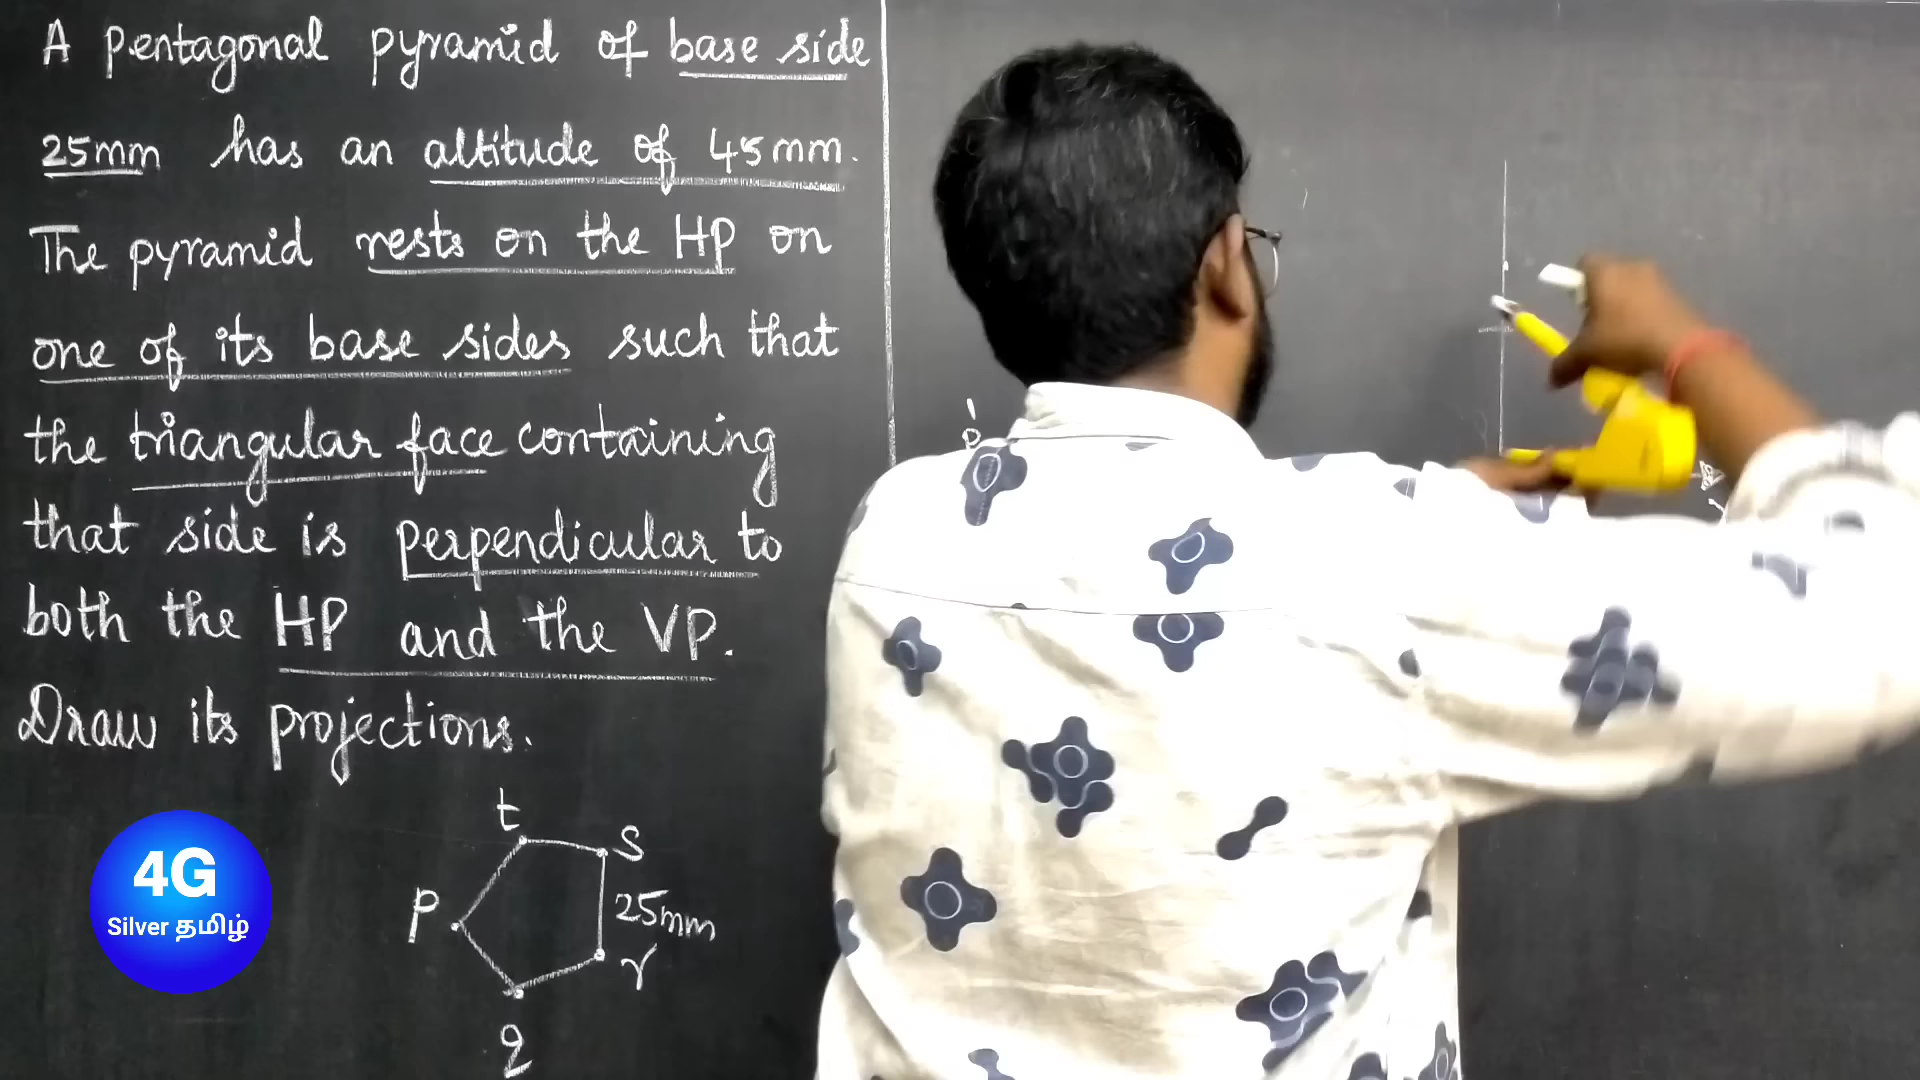 A pentagonal pyramid of base side
25mm has an altitude of 45mm.
The pyramid rests on the HP on
one of its base sides such that
the triangular face containing
that side is perpendicular to
both the HP and the VP.
Draw its projections.
t
s
P
25mm
r
q
p'
4G
Silver தமிழ்